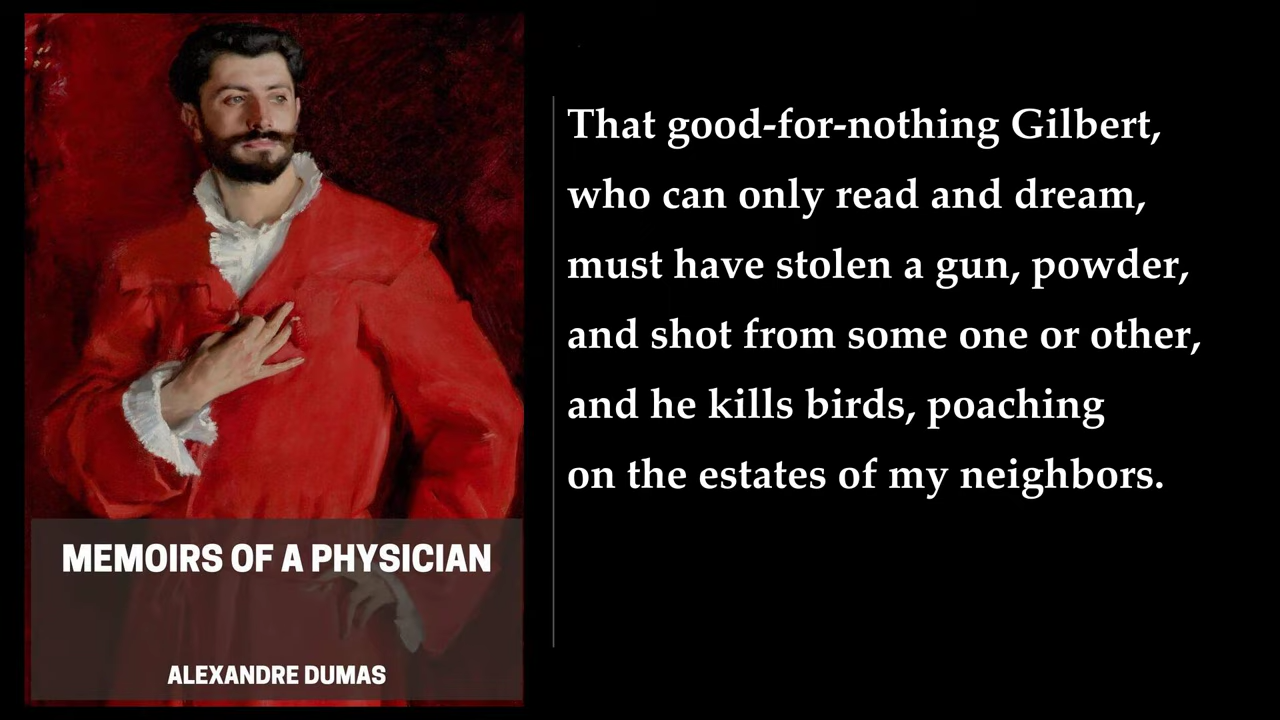 MEMOIRS OF A PHYSICIAN
ALEXANDRE DUMAS
That good-for-nothing Gilbert,
who can only read and dream,
must have stolen a gun, powder,
and shot from some one or other,
and he kills birds, poaching
on the estates of my neighbors.